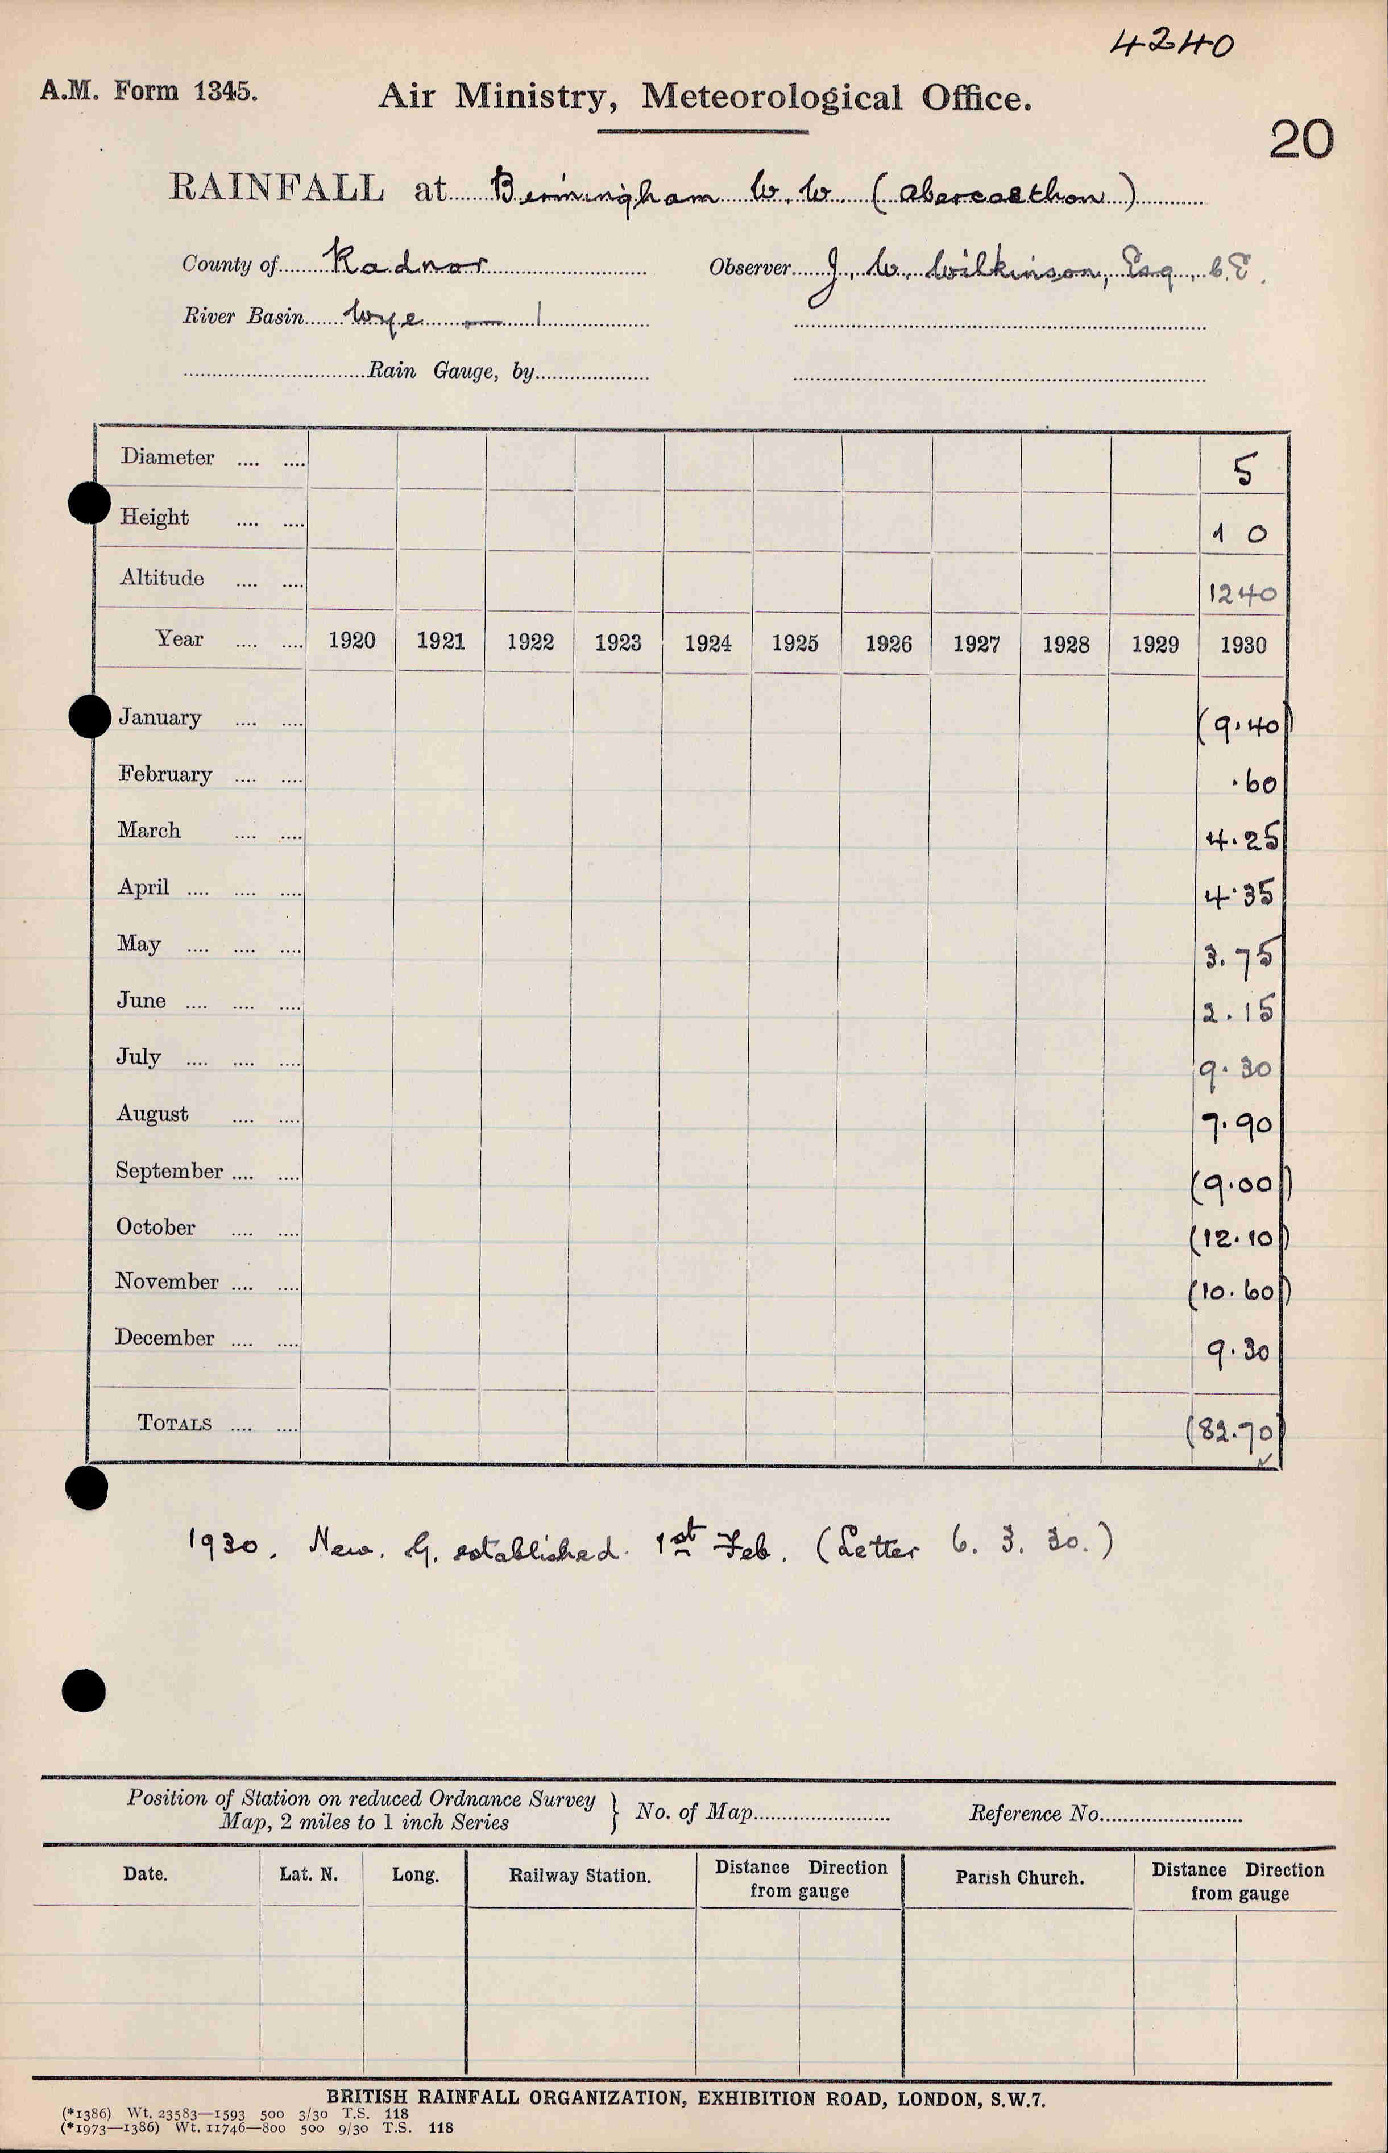 4240
A.M. Form 1345.
Air Ministry, Meteorological Office.
20
RAINFALL at Birmingham W. W. (Abercaethon)
County of Radnor Observer J. W. Wilkinson, Esq., C.E.
River Basin Wye — 1
Rain Gauge, by
Diameter .... .... 5
Height .... .... 1 0
Altitude .... .... 1240
Year .... .... 1920 1921 1922 1923 1924 1925 1926 1927 1928 1929 1930
January .... .... (9.40)
February .... .... .60
March .... .... 4.25
April .... .... .... 4.35
May .... .... .... 3.75
June .... .... .... 2.15
July .... .... .... 9.30
August .... .... 7.90
September .... .... (9.00)
October .... .... (12.10)
November .... .... (10.60)
December .... .... 9.30
TOTALS .... .... (82.70)
1930. New. G. established. 1st Feb. (Letter 6. 3. 30.)
Position of Station on reduced Ordnance Survey
Map, 2 miles to 1 inch Series } No. of Map Reference No.
Date. Lat. N. Long. Railway Station. Distance Direction from gauge Parish Church. Distance Direction from gauge
BRITISH RAINFALL ORGANIZATION, EXHIBITION ROAD, LONDON, S.W.7.
(*1386) Wt. 23583—1593 500 3/30 T.S. 118
(*1973—1386) Wt. 11746—800 500 9/30 T.S. 118